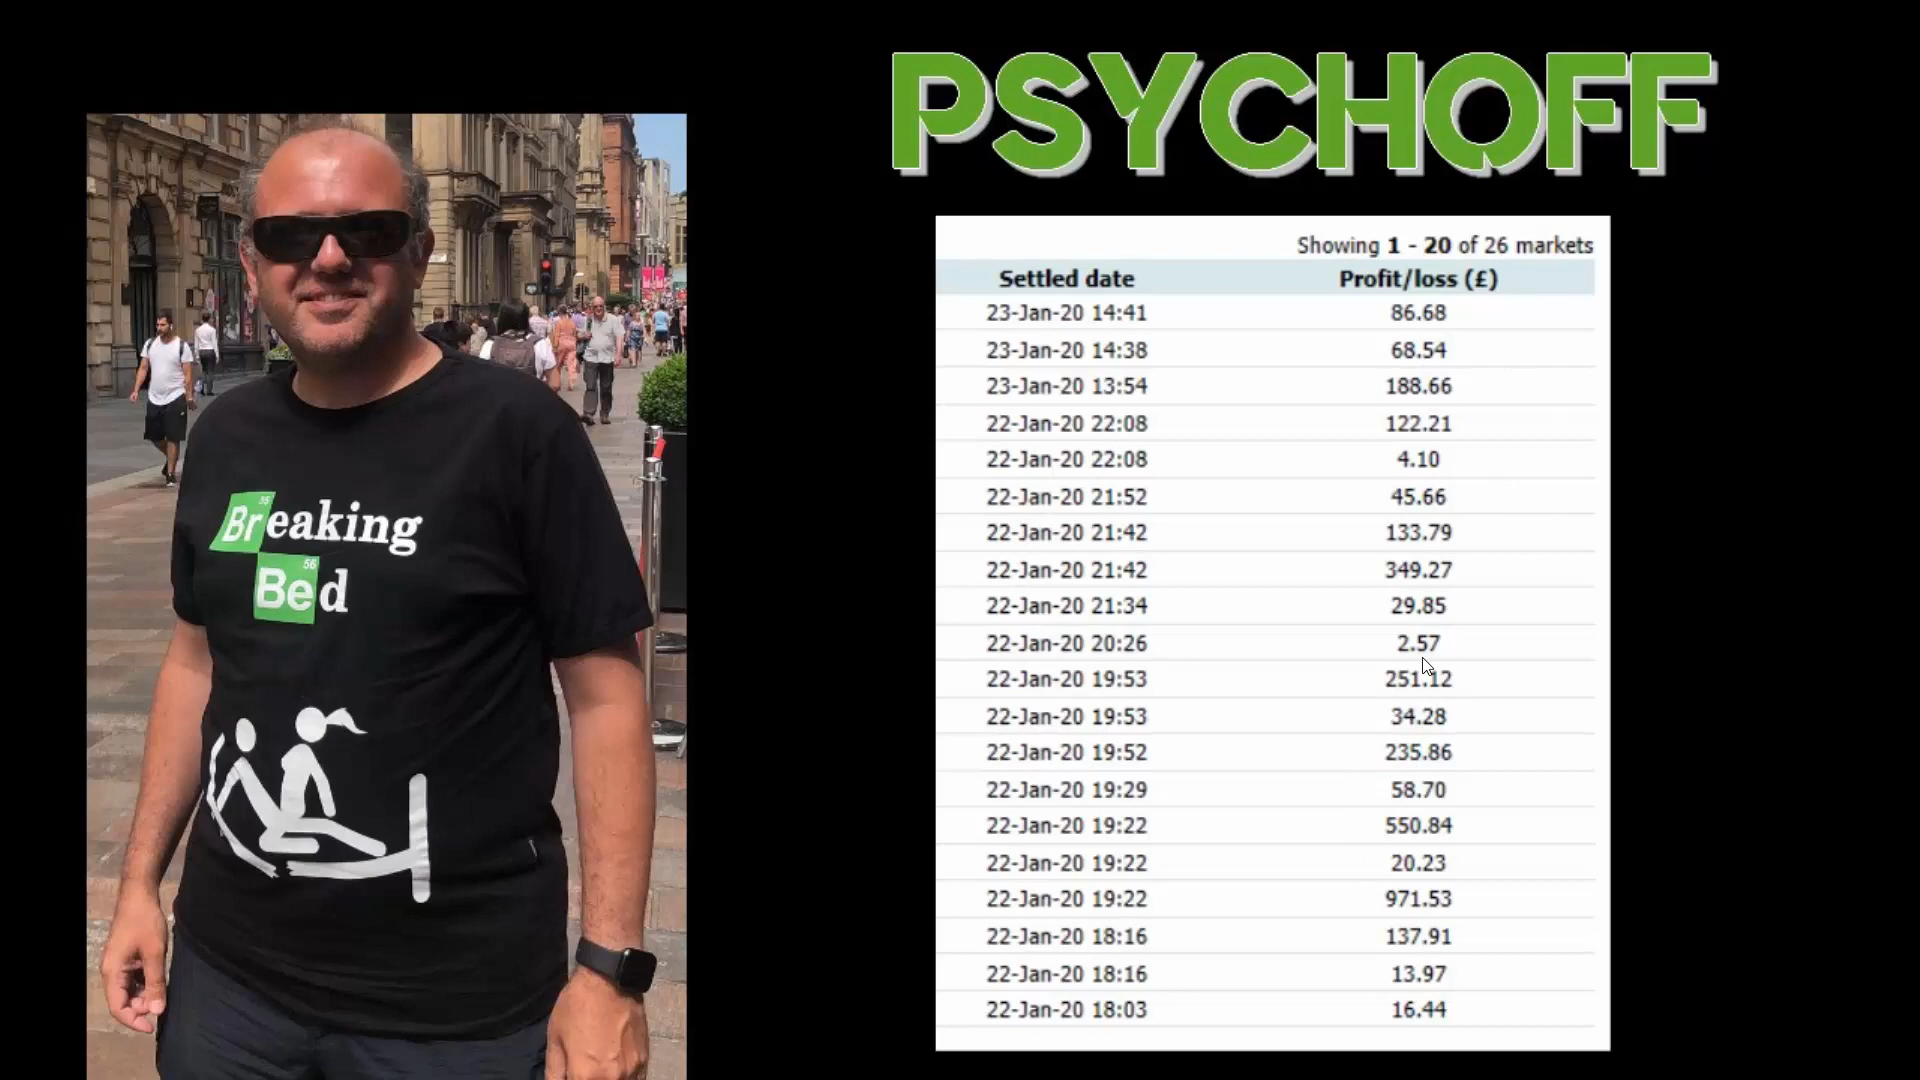 PSYCHOFF
35
Breaking
56
Bed
Showing 1 - 20 of 26 markets
Settled date Profit/loss (£)
23-Jan-20 14:41 86.68
23-Jan-20 14:38 68.54
23-Jan-20 13:54 188.66
22-Jan-20 22:08 122.21
22-Jan-20 22:08 4.10
22-Jan-20 21:52 45.66
22-Jan-20 21:42 133.79
22-Jan-20 21:42 349.27
22-Jan-20 21:34 29.85
22-Jan-20 20:26 2.57
22-Jan-20 19:53 251.12
22-Jan-20 19:53 34.28
22-Jan-20 19:52 235.86
22-Jan-20 19:29 58.70
22-Jan-20 19:22 550.84
22-Jan-20 19:22 20.23
22-Jan-20 19:22 971.53
22-Jan-20 18:16 137.91
22-Jan-20 18:16 13.97
22-Jan-20 18:03 16.44